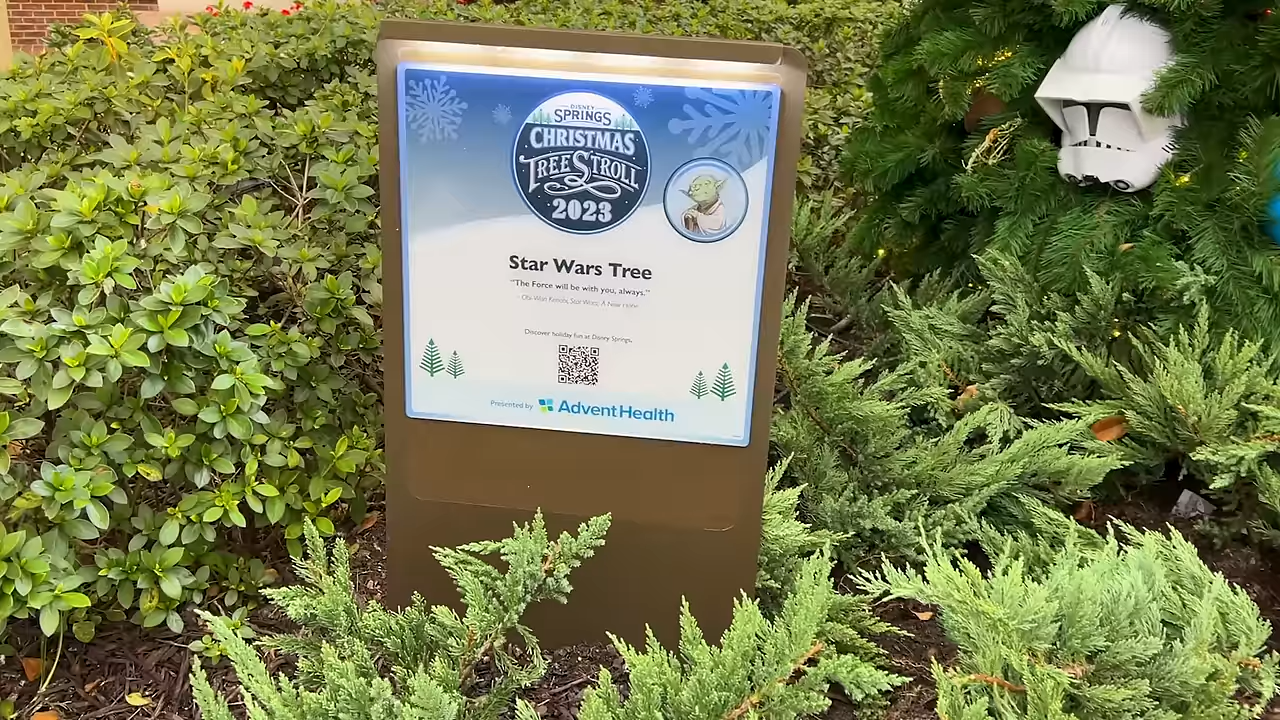 DISNEY
SPRINGS
CHRISTMAS
TREE STROLL
2023
Star Wars Tree
"The Force will be with you, always."
- Obi-Wan Kenobi, Star Wars: A New Hope
Discover holiday fun at Disney Springs.
Presented by AdventHealth